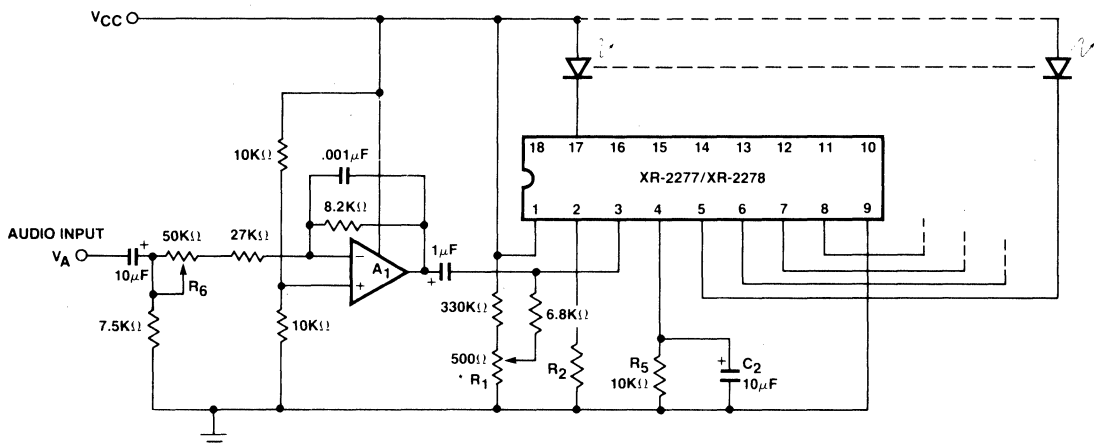 VCC
18 17 16 15 14 13 12 11 10
10KΩ
.001μF
XR-2277/XR-2278
8.2KΩ
1 2 3 4 5 6 7 8 9
AUDIO INPUT
VA
50KΩ
27KΩ
1μF
−
A1
+
+
10μF
R6
+
7.5KΩ
10KΩ
330KΩ
6.8KΩ
500Ω
* R1
R2
R5
10KΩ
+
C2
10μF